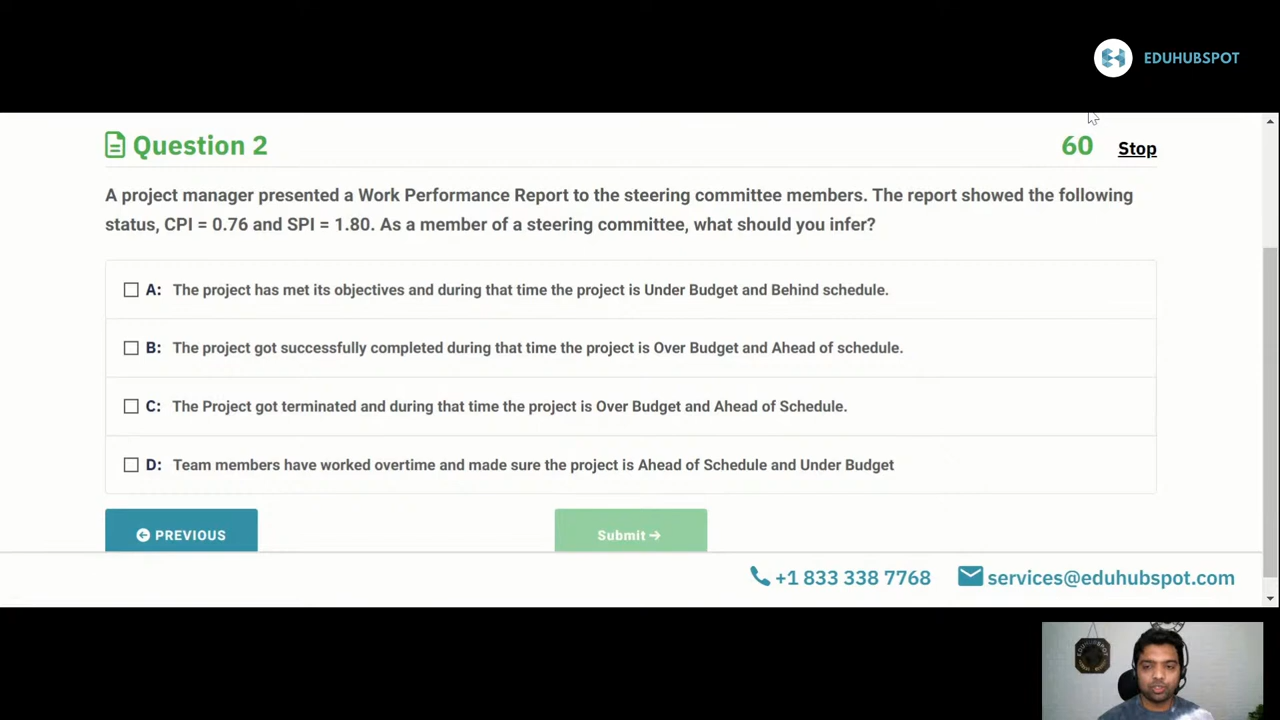 EDUHUBSPOT
Question 2
60
Stop
A project manager presented a Work Performance Report to the steering committee members. The report showed the following
status, CPI = 0.76 and SPI = 1.80. As a member of a steering committee, what should you infer?
A: The project has met its objectives and during that time the project is Under Budget and Behind schedule.
B: The project got successfully completed during that time the project is Over Budget and Ahead of schedule.
C: The Project got terminated and during that time the project is Over Budget and Ahead of Schedule.
D: Team members have worked overtime and made sure the project is Ahead of Schedule and Under Budget
PREVIOUS
Submit
+1 833 338 7768
services@eduhubspot.com
EDUHUBSPOT